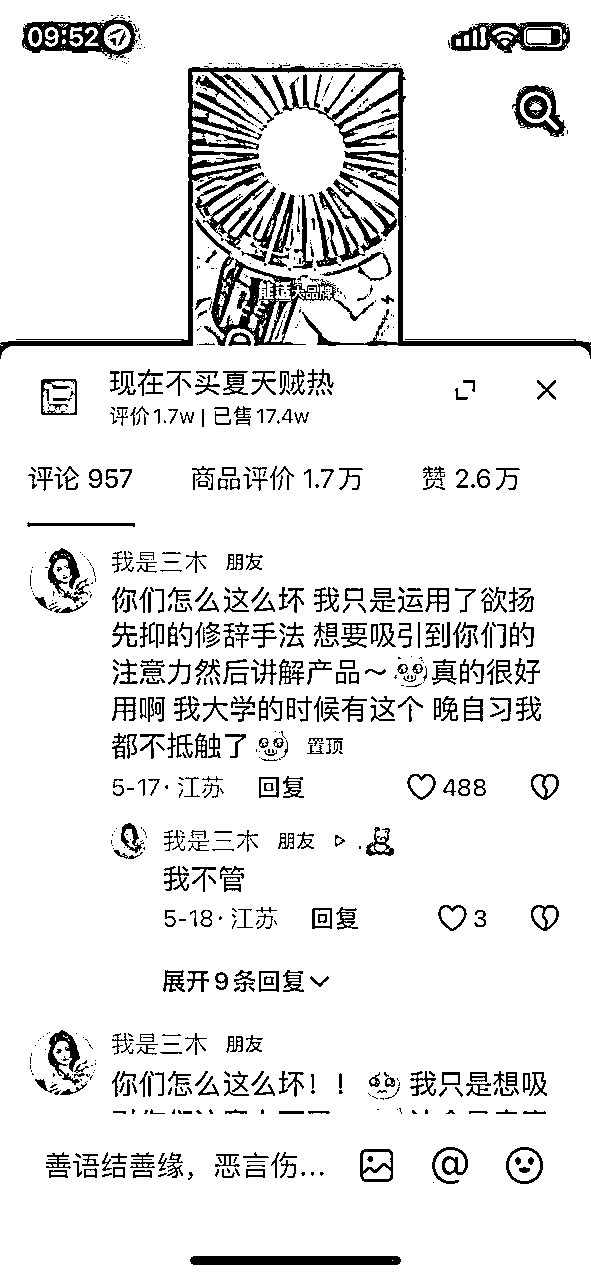 09:52
大品牌
现在不买夏天贼热
评价1.7w | 已售17.4w
评论 957 商品评价 1.7万 赞 2.6万
我是三木 朋友
你们怎么这么坏 我只是运用了欲扬
先抑的修辞手法 想要吸引到你们的
注意力然后讲解产品～真的很好
用啊 我大学的时候有这个 晚自习我
都不抵触了 置顶
5-17·江苏 回复 488
我是三木 朋友
我不管
5-18·江苏 回复 3
展开9条回复
我是三木 朋友
你们怎么这么坏！！ 我只是想吸
善语结善缘，恶言伤...